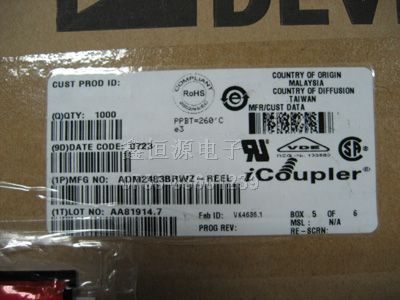 DEV
CUST PROD ID:
COMPLIANT
RoHS
PPBT=260°C
e3
e
COUNTRY OF ORIGIN
MALAYSIA
COUNTRY OF DIFFUSION
TAIWAN
MFR/CUST DATA
(Q)QTY: 1000
(9D)DATE CODE: 0723
VDE
(1P)MFG NO: ADM2483BRWZ - REEL
iCoupler®
(1T)LOT NO: AA81914.7
Fab ID: VK4686.1
PROG REV:
BOX 5 OF 6
MSL : N/A
RE-SCRN:
鑫恒源电子